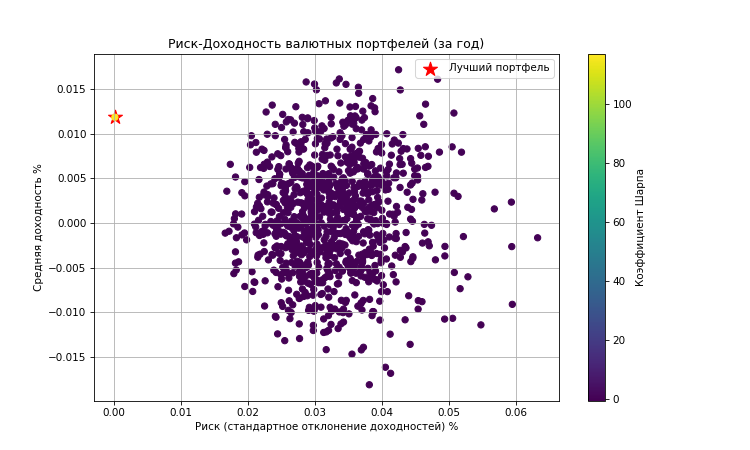 Риск-Доходность валютных портфелей (за год)
Лучший портфель
0.015
0.010
0.005
0.000
−0.005
−0.010
−0.015
Средняя доходность %
0.00 0.01 0.02 0.03 0.04 0.05 0.06
Риск (стандартное отклонение доходностей) %
100
80
60
40
20
0
Коэффициент Шарпа